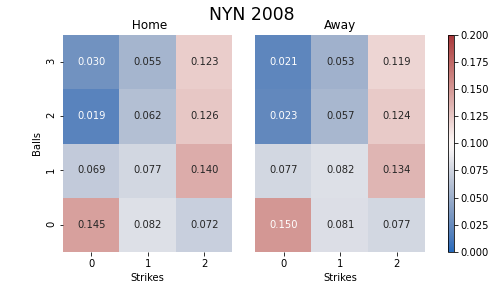 NYN 2008
Home
Away
3
0.030 0.055 0.123
0.021 0.053 0.119
2
0.019 0.062 0.126
0.023 0.057 0.124
1
0.069 0.077 0.140
0.077 0.082 0.134
0
0.145 0.082 0.072
0.150 0.081 0.077
Balls
0 1 2
0 1 2
Strikes
Strikes
0.200
0.175
0.150
0.125
0.100
0.075
0.050
0.025
0.000